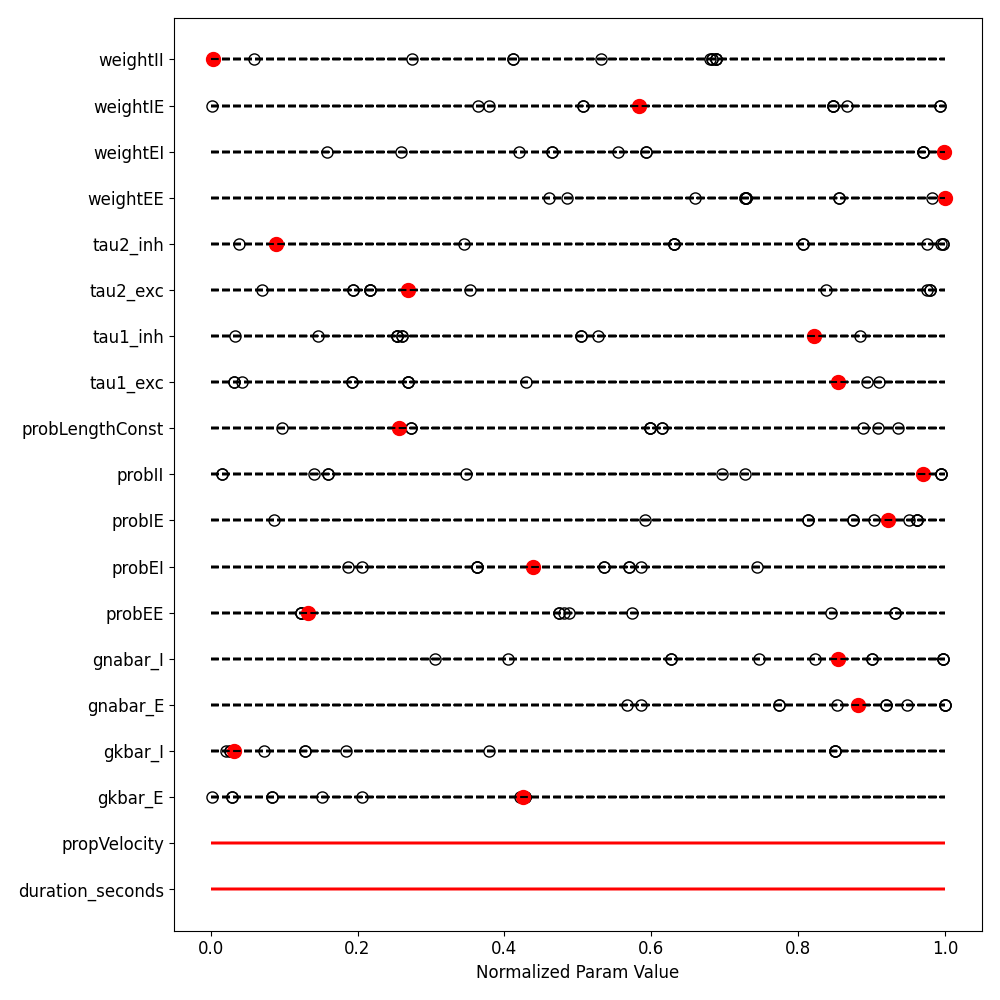 weightII
weightIE
weightEI
weightEE
tau2_inh
tau2_exc
tau1_inh
tau1_exc
probLengthConst
probII
probIE
probEI
probEE
gnabar_I
gnabar_E
gkbar_I
gkbar_E
propVelocity
duration_seconds
0.0 0.2 0.4 0.6 0.8 1.0
Normalized Param Value